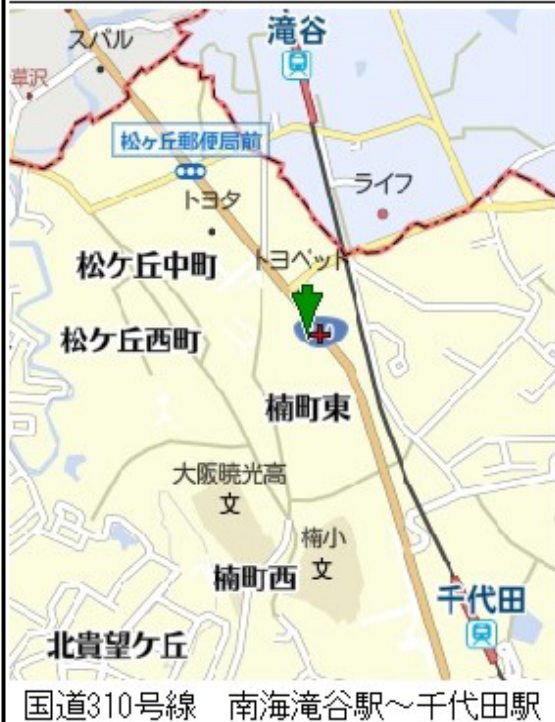 滝谷
スバル
草沢
松ヶ丘郵便局前
ライフ
トヨタ
松ケ丘中町
トヨペット
松ケ丘西町
楠町東
大阪暁光高
文
楠小
文
楠町西
千代田
北貴望ケ丘
国道310号線　南海滝谷駅～千代田駅